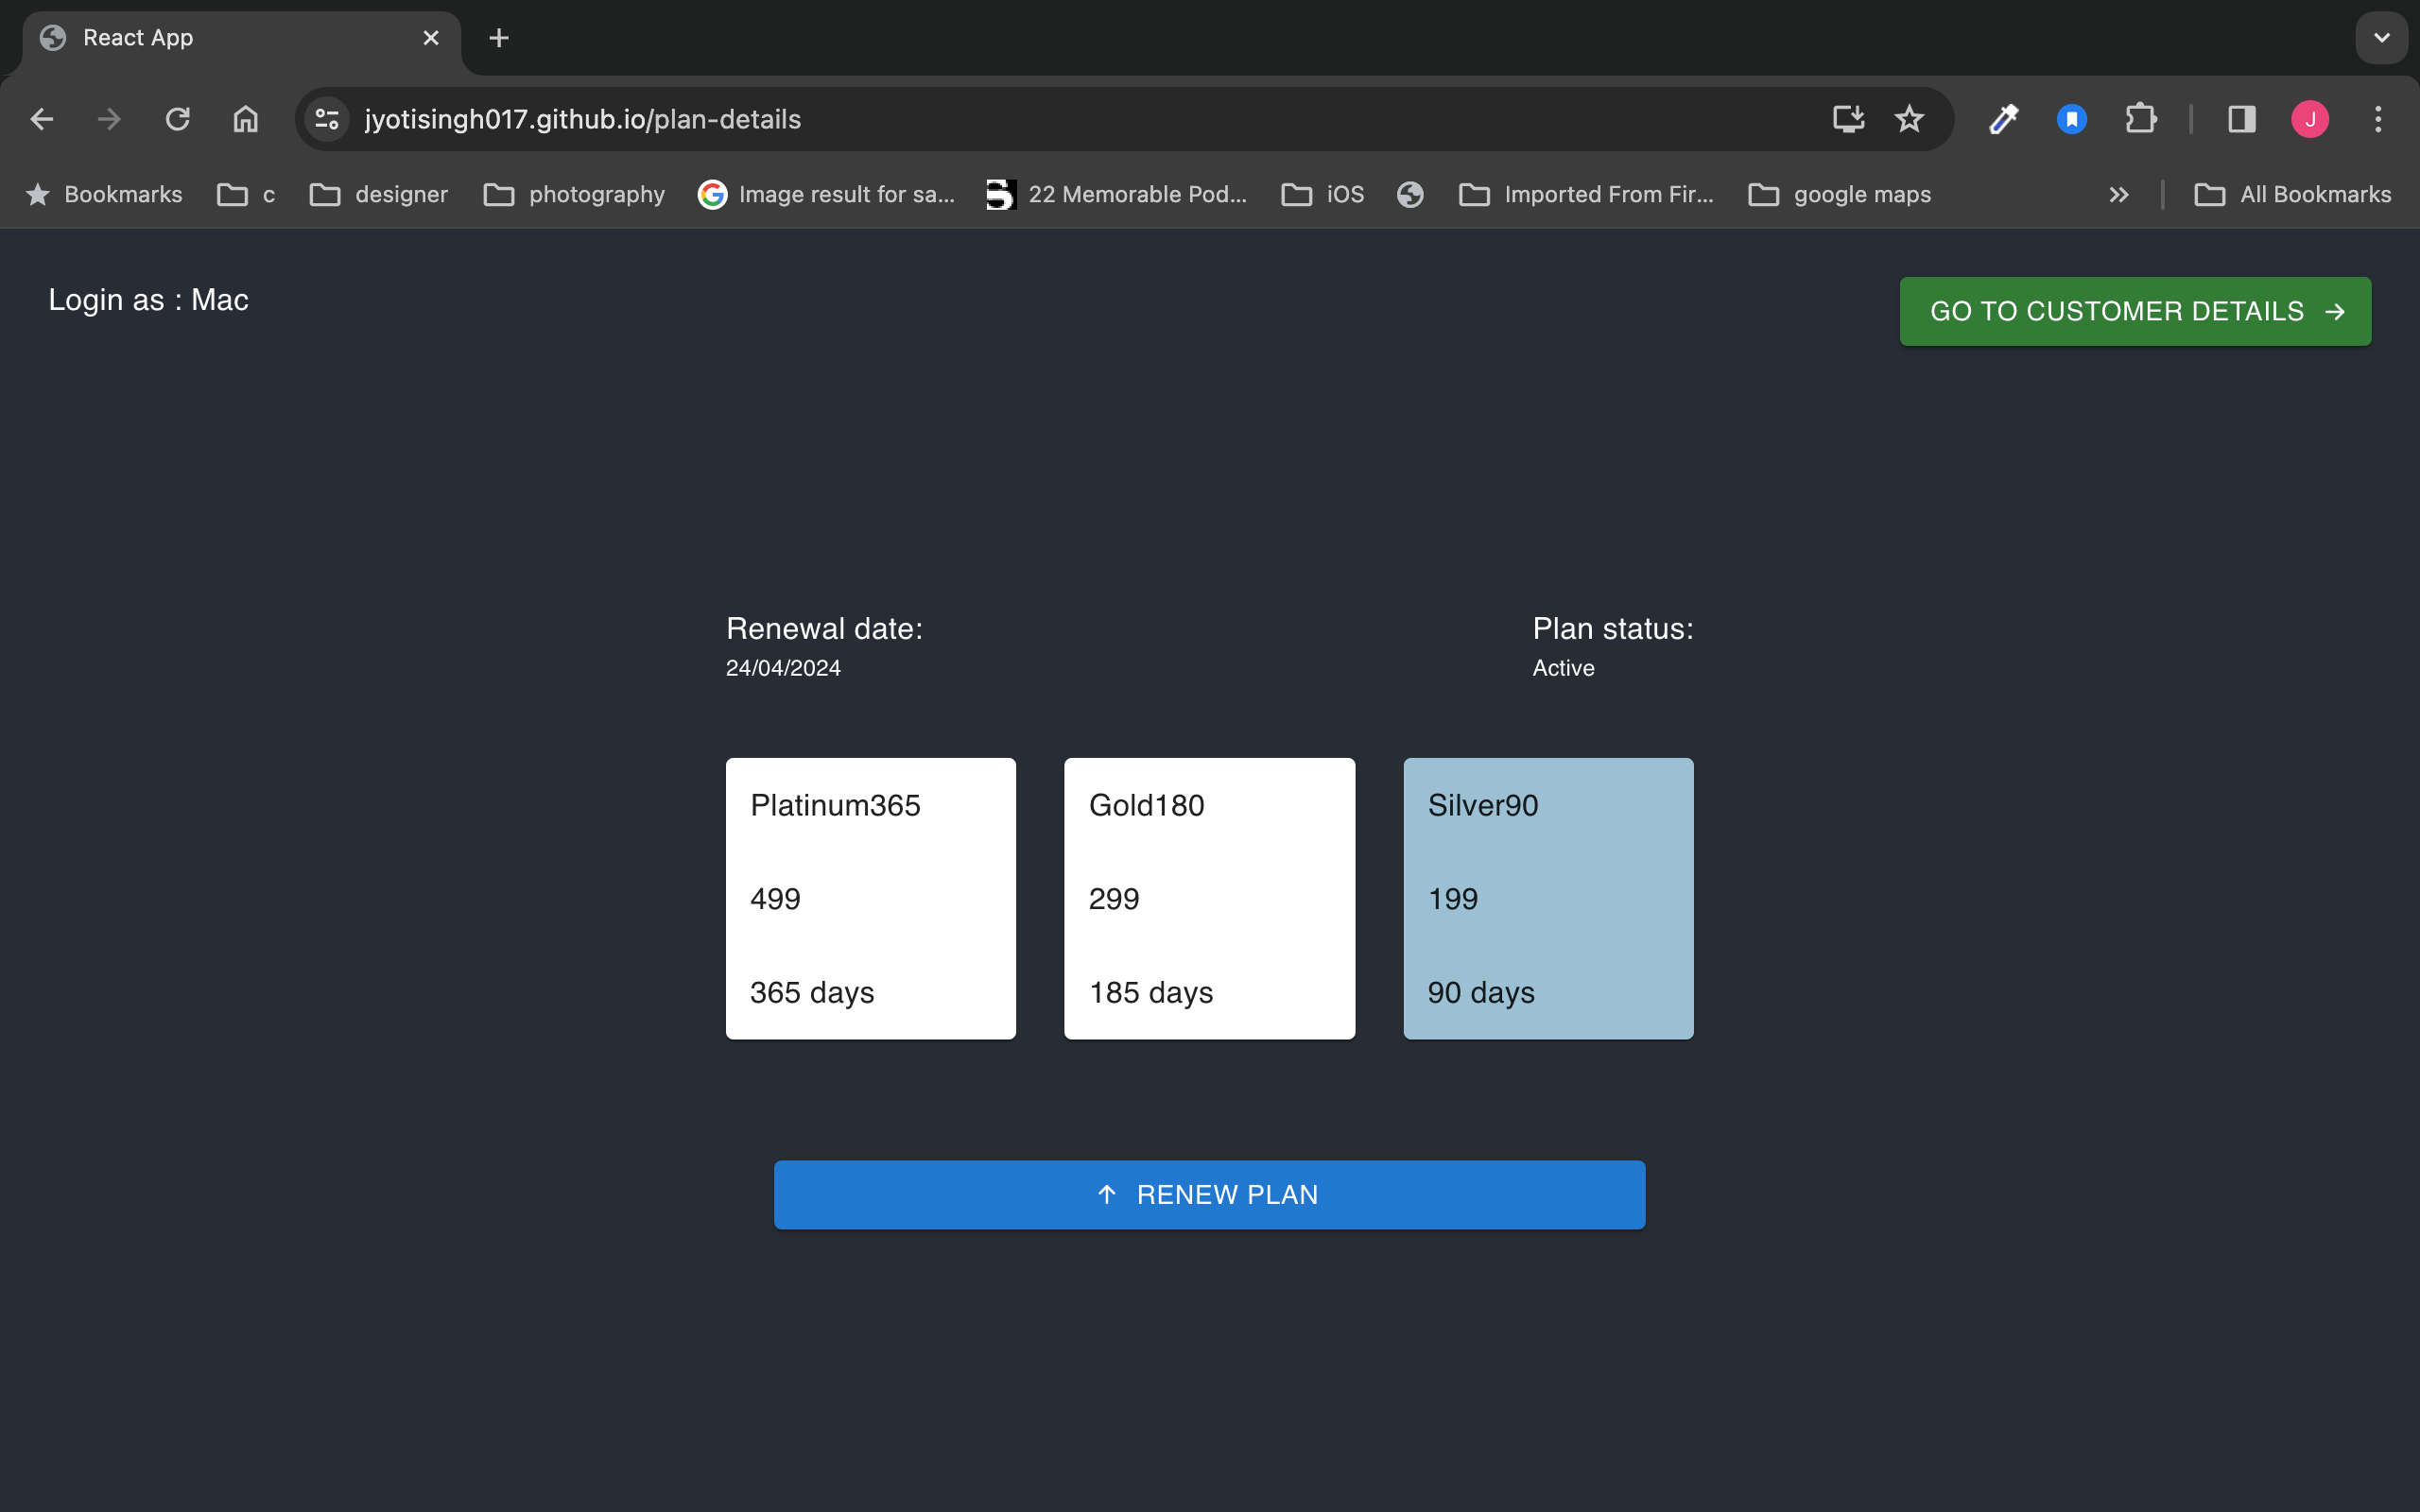 React App
jyotisingh017.github.io/plan-details
J
Bookmarks c designer photography Image result for sa... 22 Memorable Pod... iOS Imported From Fir... google maps All Bookmarks
Login as : Mac
GO TO CUSTOMER DETAILS
Renewal date:
24/04/2024
Plan status:
Active
Platinum365
499
365 days
Gold180
299
185 days
Silver90
199
90 days
RENEW PLAN